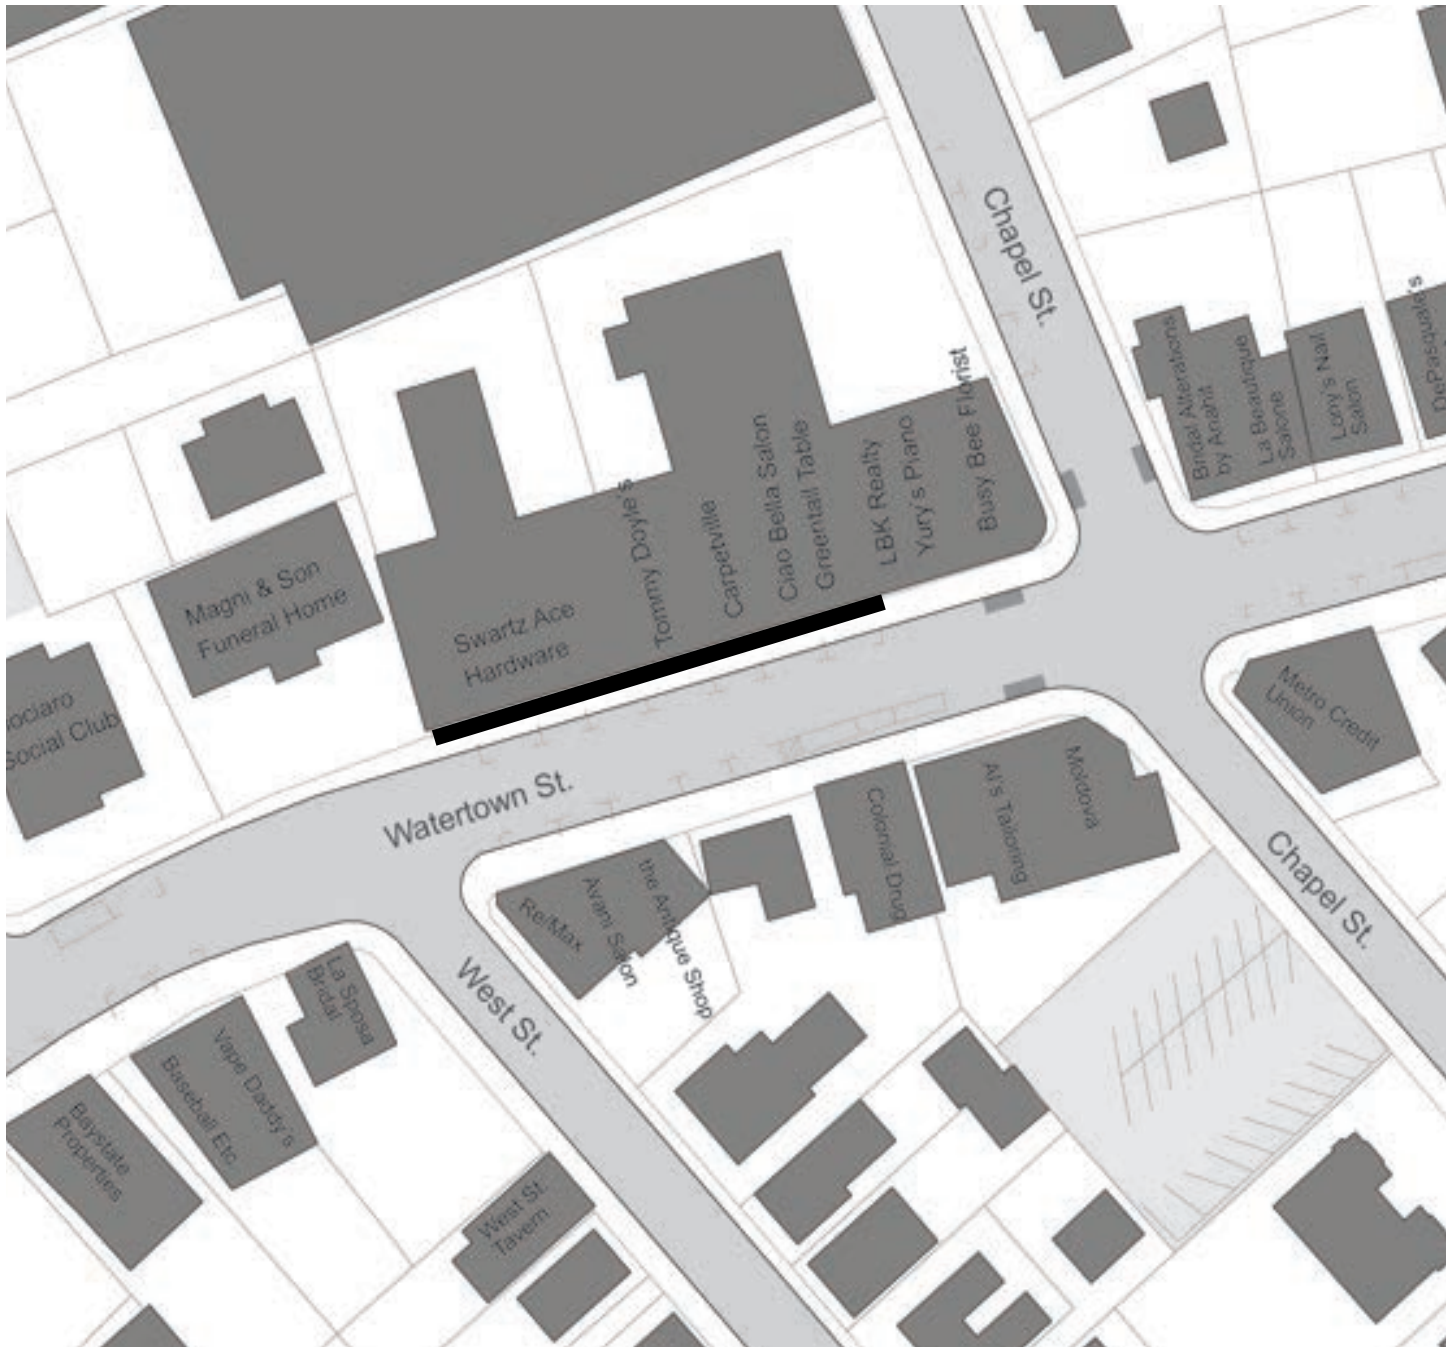 Chapel St.
Bridal Alterations
by Anahit
La Beautique
Salone
Lony's Nail
Salon
DePasquale's
Magni & Son
Funeral Home
Swartz Ace
Hardware
Tommy Doyle's
Carpetville
Ciao Bella Salon
Greentail Table
LBK Realty
Yury's Piano
Busy Bee Florist
Social Club
Watertown St.
Metro Credit
Union
Re/Max
Avani Salon
the Antique Shop
Colonial Drug
Al's Tailoring
Moldova
Chapel St.
West St.
La Sposa
Bridal
Vape Daddy's
Baseball Etc.
Baystate
Properties
West St.
Tavern